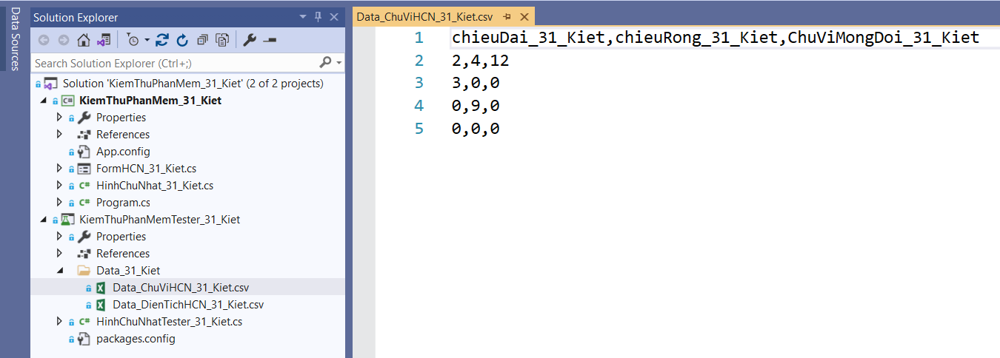 Data Sources
Solution Explorer
Search Solution Explorer (Ctrl+;)
Solution 'KiemThuPhanMem_31_Kiet' (2 of 2 projects)
C# KiemThuPhanMem_31_Kiet
Properties
References
App.config
FormHCN_31_Kiet.cs
C# HinhChuNhat_31_Kiet.cs
C# Program.cs
KiemThuPhanMemTester_31_Kiet
Properties
References
Data_31_Kiet
Data_ChuViHCN_31_Kiet.csv
Data_DienTichHCN_31_Kiet.csv
C# HinhChuNhatTester_31_Kiet.cs
packages.config
Data_ChuViHCN_31_Kiet.csv
1 chieuDai_31_Kiet,chieuRong_31_Kiet,ChuViMongDoi_31_Kiet
2 2,4,12
3 3,0,0
4 0,9,0
5 0,0,0